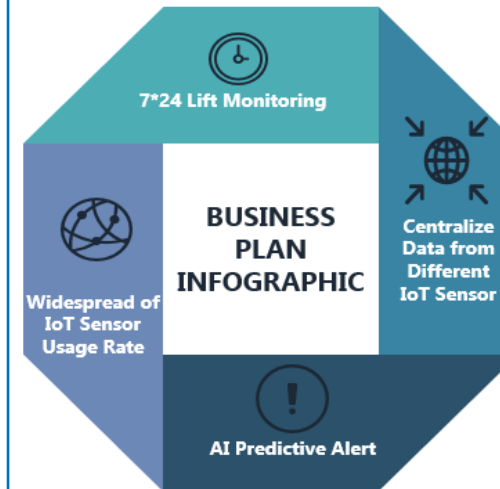 7*24 Lift Monitoring
BUSINESS
PLAN
INFOGRAPHIC
Centralize
Data from
Different
IoT Sensor
Widespread of
IoT Sensor
Usage Rate
!
AI Predictive Alert